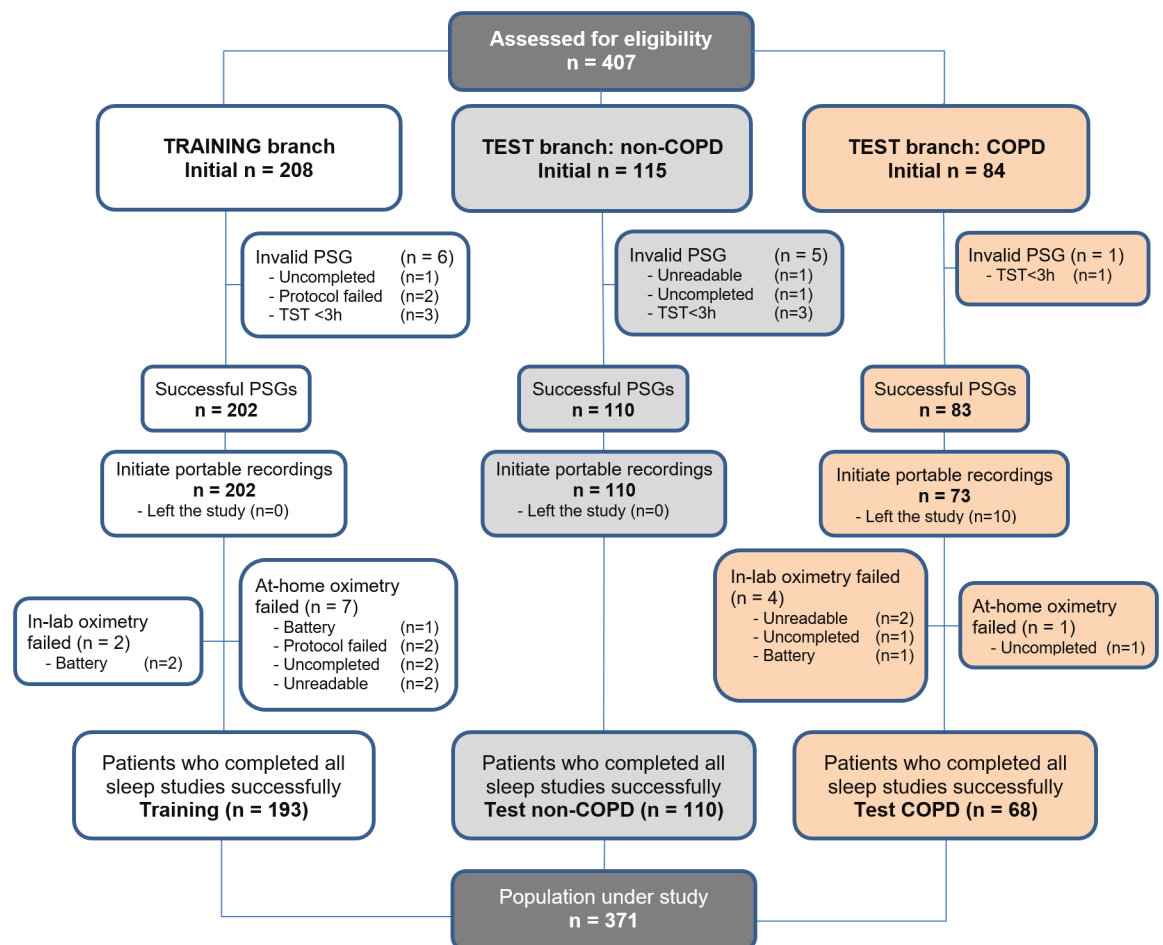 Assessed for eligibility
n = 407
TRAINING branch
Initial n = 208
TEST branch: non-COPD
Initial n = 115
TEST branch: COPD
Initial n = 84
Invalid PSG (n = 6)
- Uncompleted (n=1)
- Protocol failed (n=2)
- TST <3h (n=3)
Invalid PSG (n = 5)
- Unreadable (n=1)
- Uncompleted (n=1)
- TST<3h (n=3)
Invalid PSG (n = 1)
- TST<3h (n=1)
Successful PSGs
n = 202
Successful PSGs
n = 110
Successful PSGs
n = 83
Initiate portable recordings
n = 202
- Left the study (n=0)
Initiate portable recordings
n = 110
- Left the study (n=0)
Initiate portable recordings
n = 73
- Left the study (n=10)
In-lab oximetry
failed (n = 2)
- Battery (n=2)
At-home oximetry
failed (n = 7)
- Battery (n=1)
- Protocol failed (n=2)
- Uncompleted (n=2)
- Unreadable (n=2)
In-lab oximetry failed
(n = 4)
- Unreadable (n=2)
- Uncompleted (n=1)
- Battery (n=1)
At-home oximetry
failed (n = 1)
- Uncompleted (n=1)
Patients who completed all
sleep studies successfully
Training (n = 193)
Patients who completed all
sleep studies successfully
Test non-COPD (n = 110)
Patients who completed all
sleep studies successfully
Test COPD (n = 68)
Population under study
n = 371